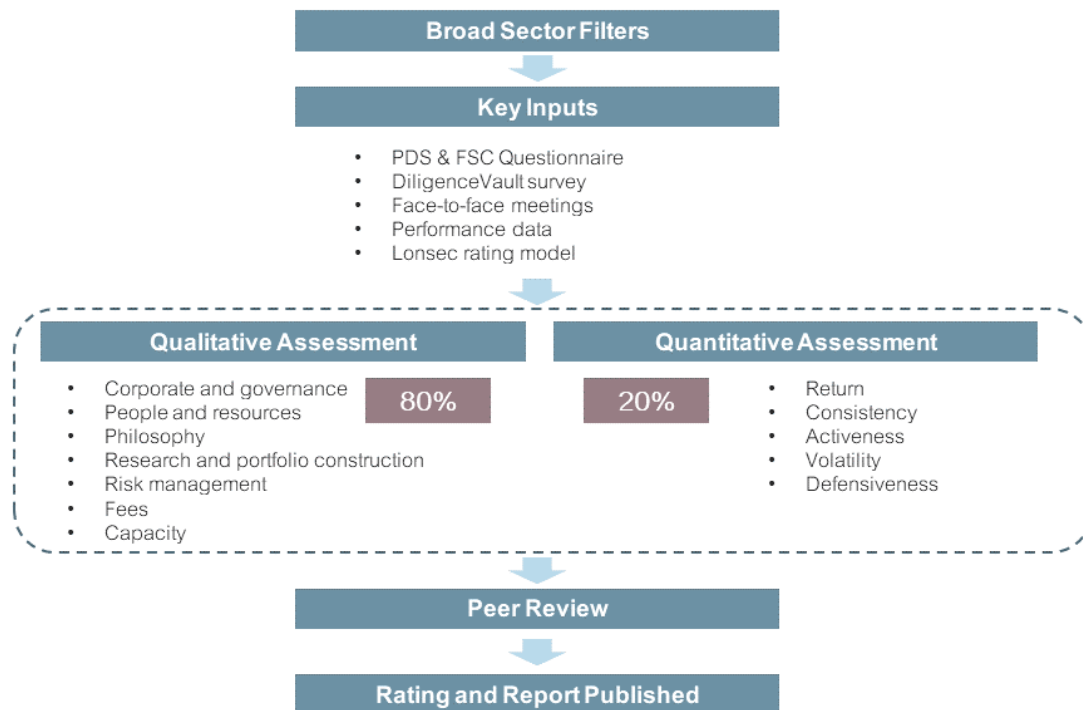 Broad Sector Filters
Key Inputs
• PDS & FSC Questionnaire
• DiligenceVault survey
• Face-to-face meetings
• Performance data
• Lonsec rating model
Qualitative Assessment
• Corporate and governance
• People and resources
• Philosophy
• Research and portfolio construction
• Risk management
• Fees
• Capacity
80%
Quantitative Assessment
20%
• Return
• Consistency
• Activeness
• Volatility
• Defensiveness
Peer Review
Rating and Report Published